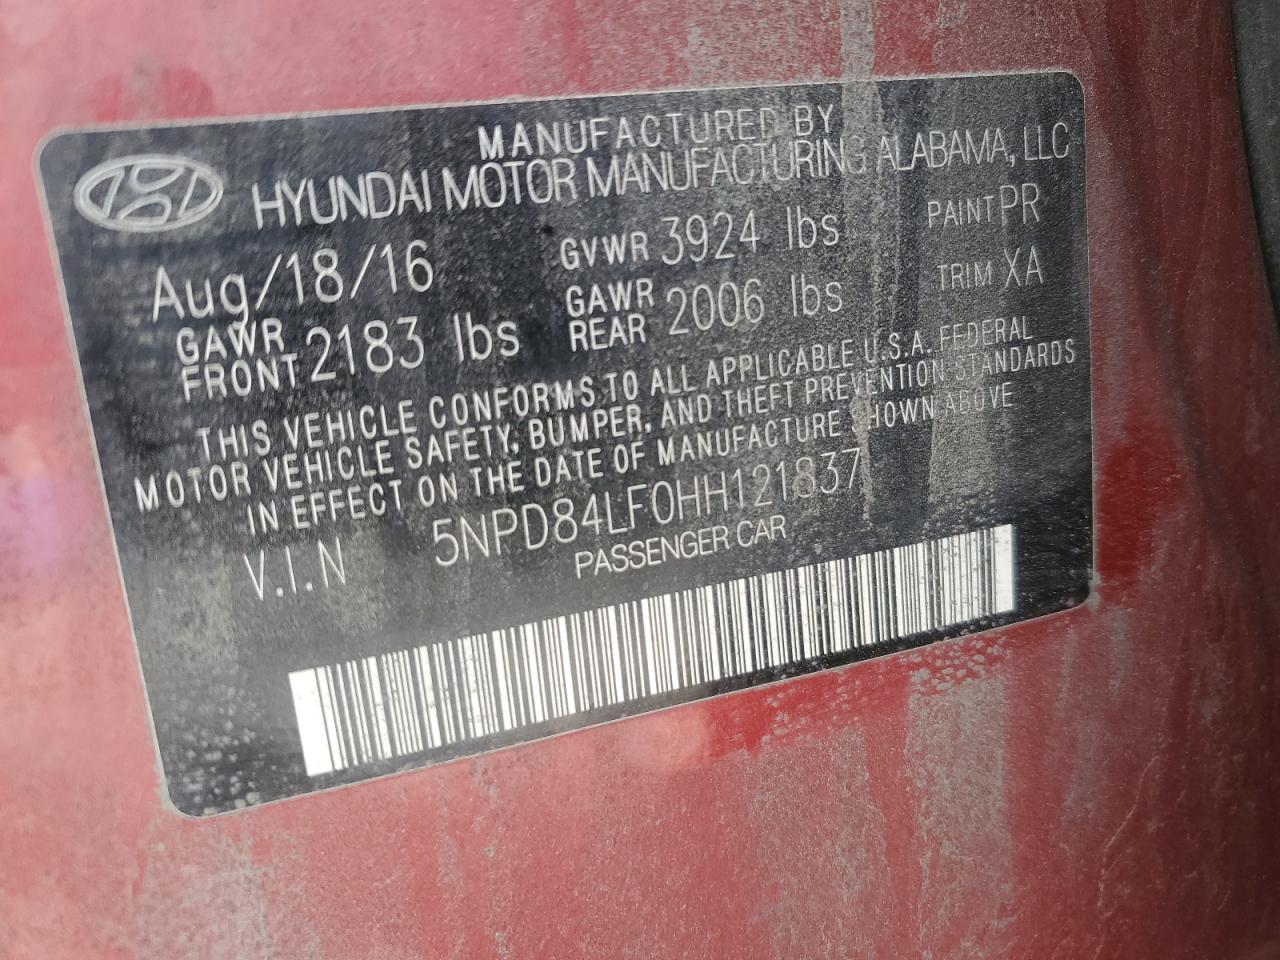 MANUFACTURED BY
HYUNDAI MOTOR MANUFACTURING ALABAMA, LLC
Aug/18/16 GVWR 3924 lbs PAINT PR
GAWR FRONT 2183 lbs GAWR REAR 2006 lbs TRIM XA
THIS VEHICLE CONFORMS TO ALL APPLICABLE U.S.A. FEDERAL
MOTOR VEHICLE SAFETY, BUMPER, AND THEFT PREVENTION STANDARDS
IN EFFECT ON THE DATE OF MANUFACTURE SHOWN ABOVE
V.I.N 5NPD84LF0HH121837
PASSENGER CAR